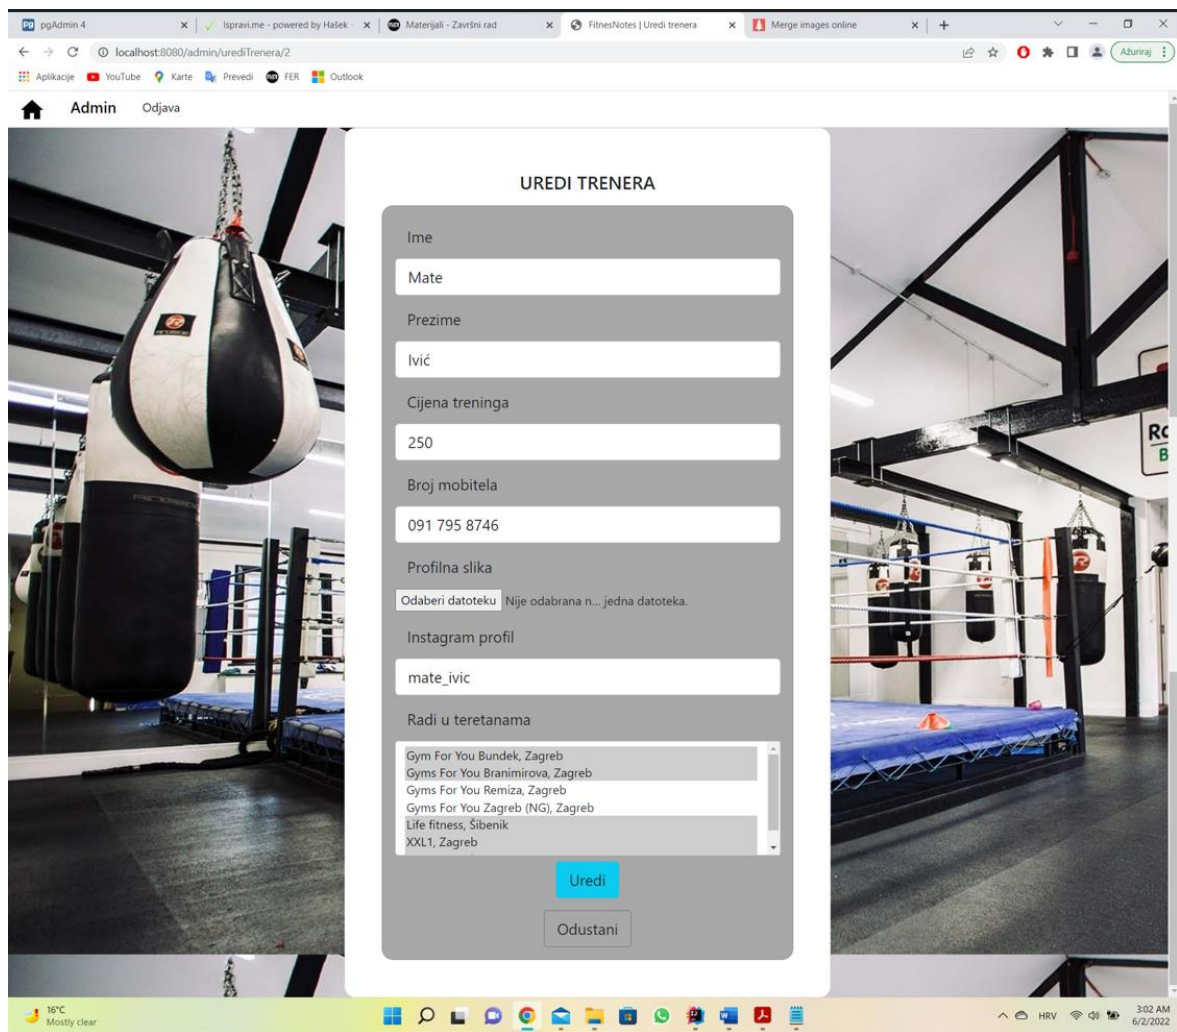 pgAdmin 4
Ispravi.me - powered by Hašek -
Materijali - Završni rad
FitnesNotes | Uredi trenera
Merge images online
localhost:8080/admin/urediTrenera/2
Ažuriraj
Aplikacije
YouTube
Karte
Prevedi
FER
Outlook
Admin
Odjava
UREDI TRENERA
Ime
Mate
Prezime
Ivić
Cijena treninga
250
Broj mobitela
091 795 8746
Profilna slika
Odaberi datoteku Nije odabrana n... jedna datoteka.
Instagram profil
mate_ivic
Radi u teretanama
Gym For You Bundek, Zagreb
Gyms For You Branimirova, Zagreb
Gyms For You Remiza, Zagreb
Gyms For You Zagreb (NG), Zagreb
Life fitness, Šibenik
XXL1, Zagreb
Uredi
Odustani
16°C
Mostly clear
HRV
3:02 AM
6/2/2022